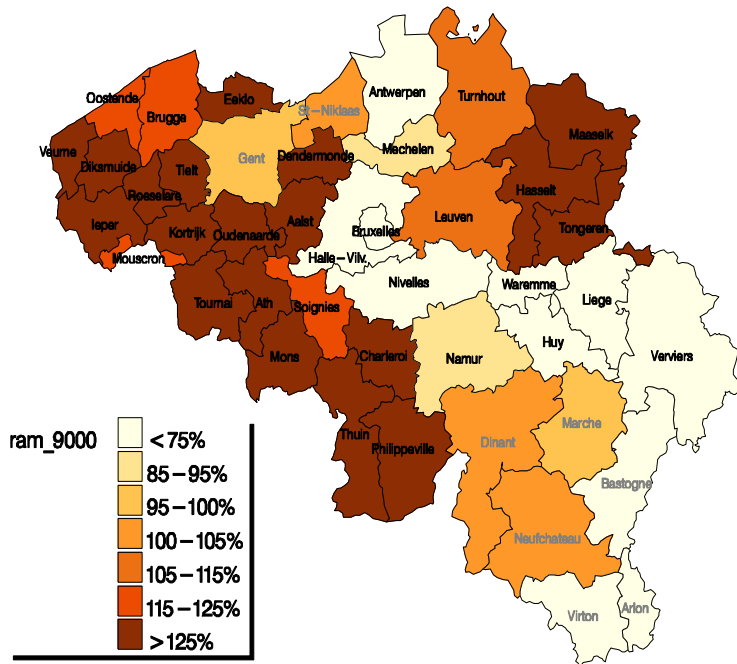 Antwerpen
Turnhout
Oostende
Eeklo
St-Niklaas
Brugge
Maaseik
Veurne
Diksmuide
Tielt
Gent
Dendermonde
Mechelen
Roeselare
Hasselt
Ieper
Kortrijk
Oudenaarde
Aalst
Bruxelles
Leuven
Tongeren
Mouscron
Halle-Vilv.
Nivelles
Waremme
Liege
Tournai
Ath
Soignies
Huy
Verviers
Mons
Charleroi
Namur
Thuin
Philippeville
Dinant
Marche
Bastogne
Neufchateau
Virton
Arlon
ram_9000
<75%
85-95%
95-100%
100-105%
105-115%
115-125%
>125%